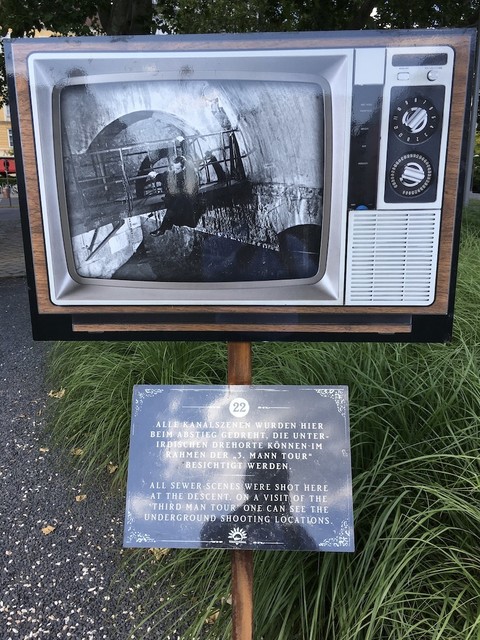 22
ALLE KANALSZENEN WURDEN HIER
BEIM ABSTIEG GEDREHT, DIE UNTER-
IRDISCHEN DREHORTE KÖNNEN IM
RAHMEN DER „3. MANN TOUR“
BESICHTIGT WERDEN.
ALL SEWER SCENES WERE SHOT HERE
AT THE DESCENT. ON A VISIT OF THE
"THIRD MAN TOUR" ONE CAN SEE THE
UNDERGROUND SHOOTING LOCATIONS.